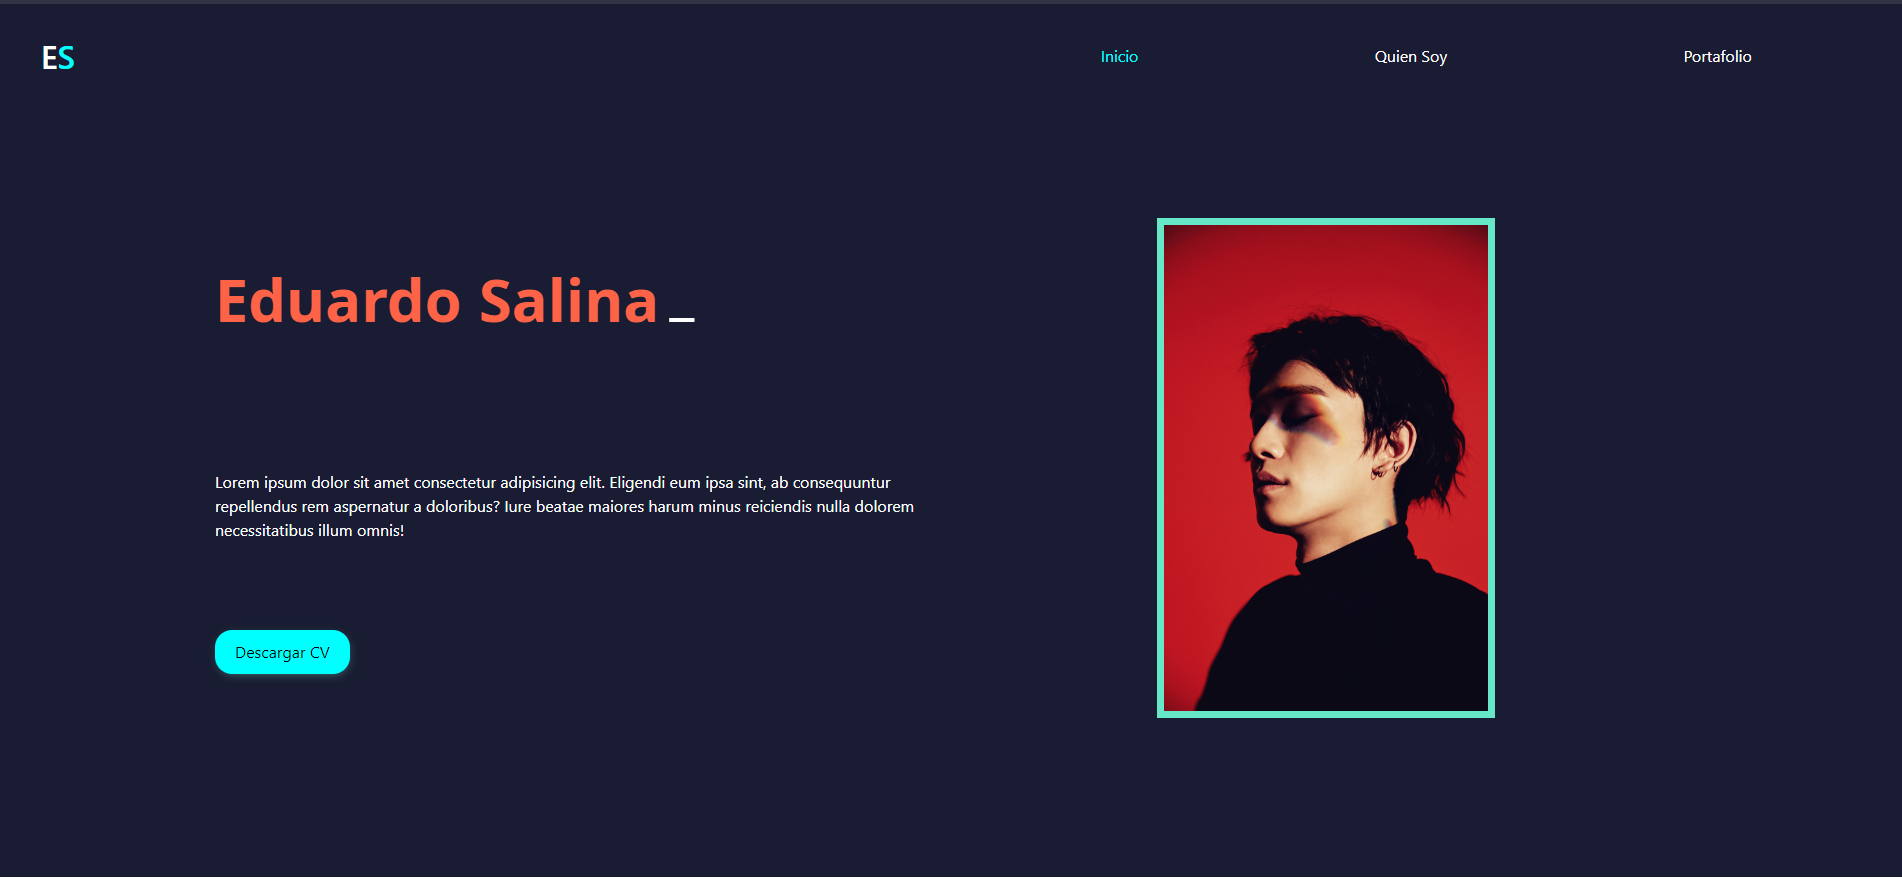 ES
Inicio
Quien Soy
Portafolio
Eduardo Salina _
Lorem ipsum dolor sit amet consectetur adipisicing elit. Eligendi eum ipsa sint, ab consequuntur
repellendus rem aspernatur a doloribus? Iure beatae maiores harum minus reiciendis nulla dolorem
necessitatibus illum omnis!
Descargar CV